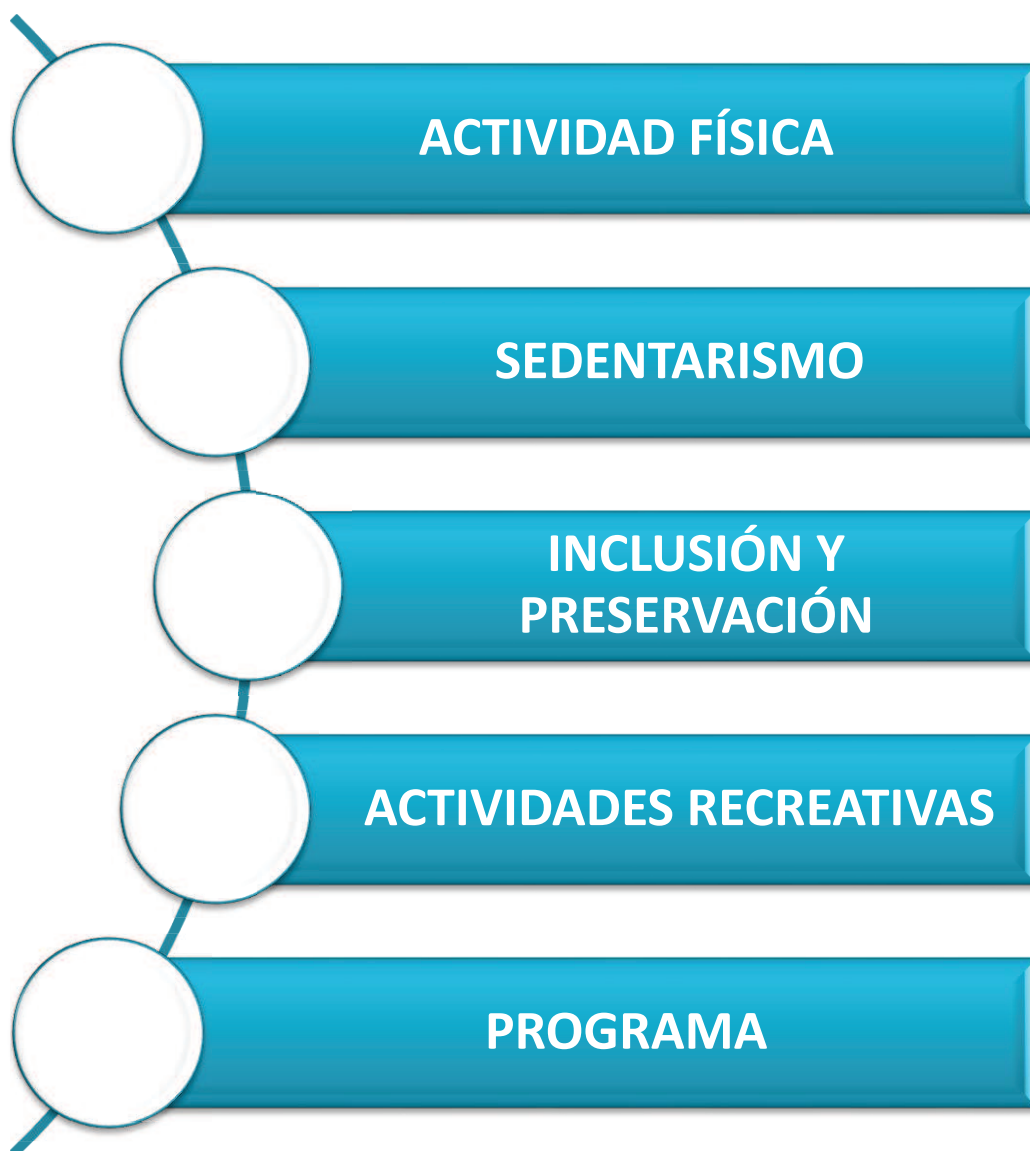 ACTIVIDAD FÍSICA
SEDENTARISMO
INCLUSIÓN Y
PRESERVACIÓN
ACTIVIDADES RECREATIVAS
PROGRAMA